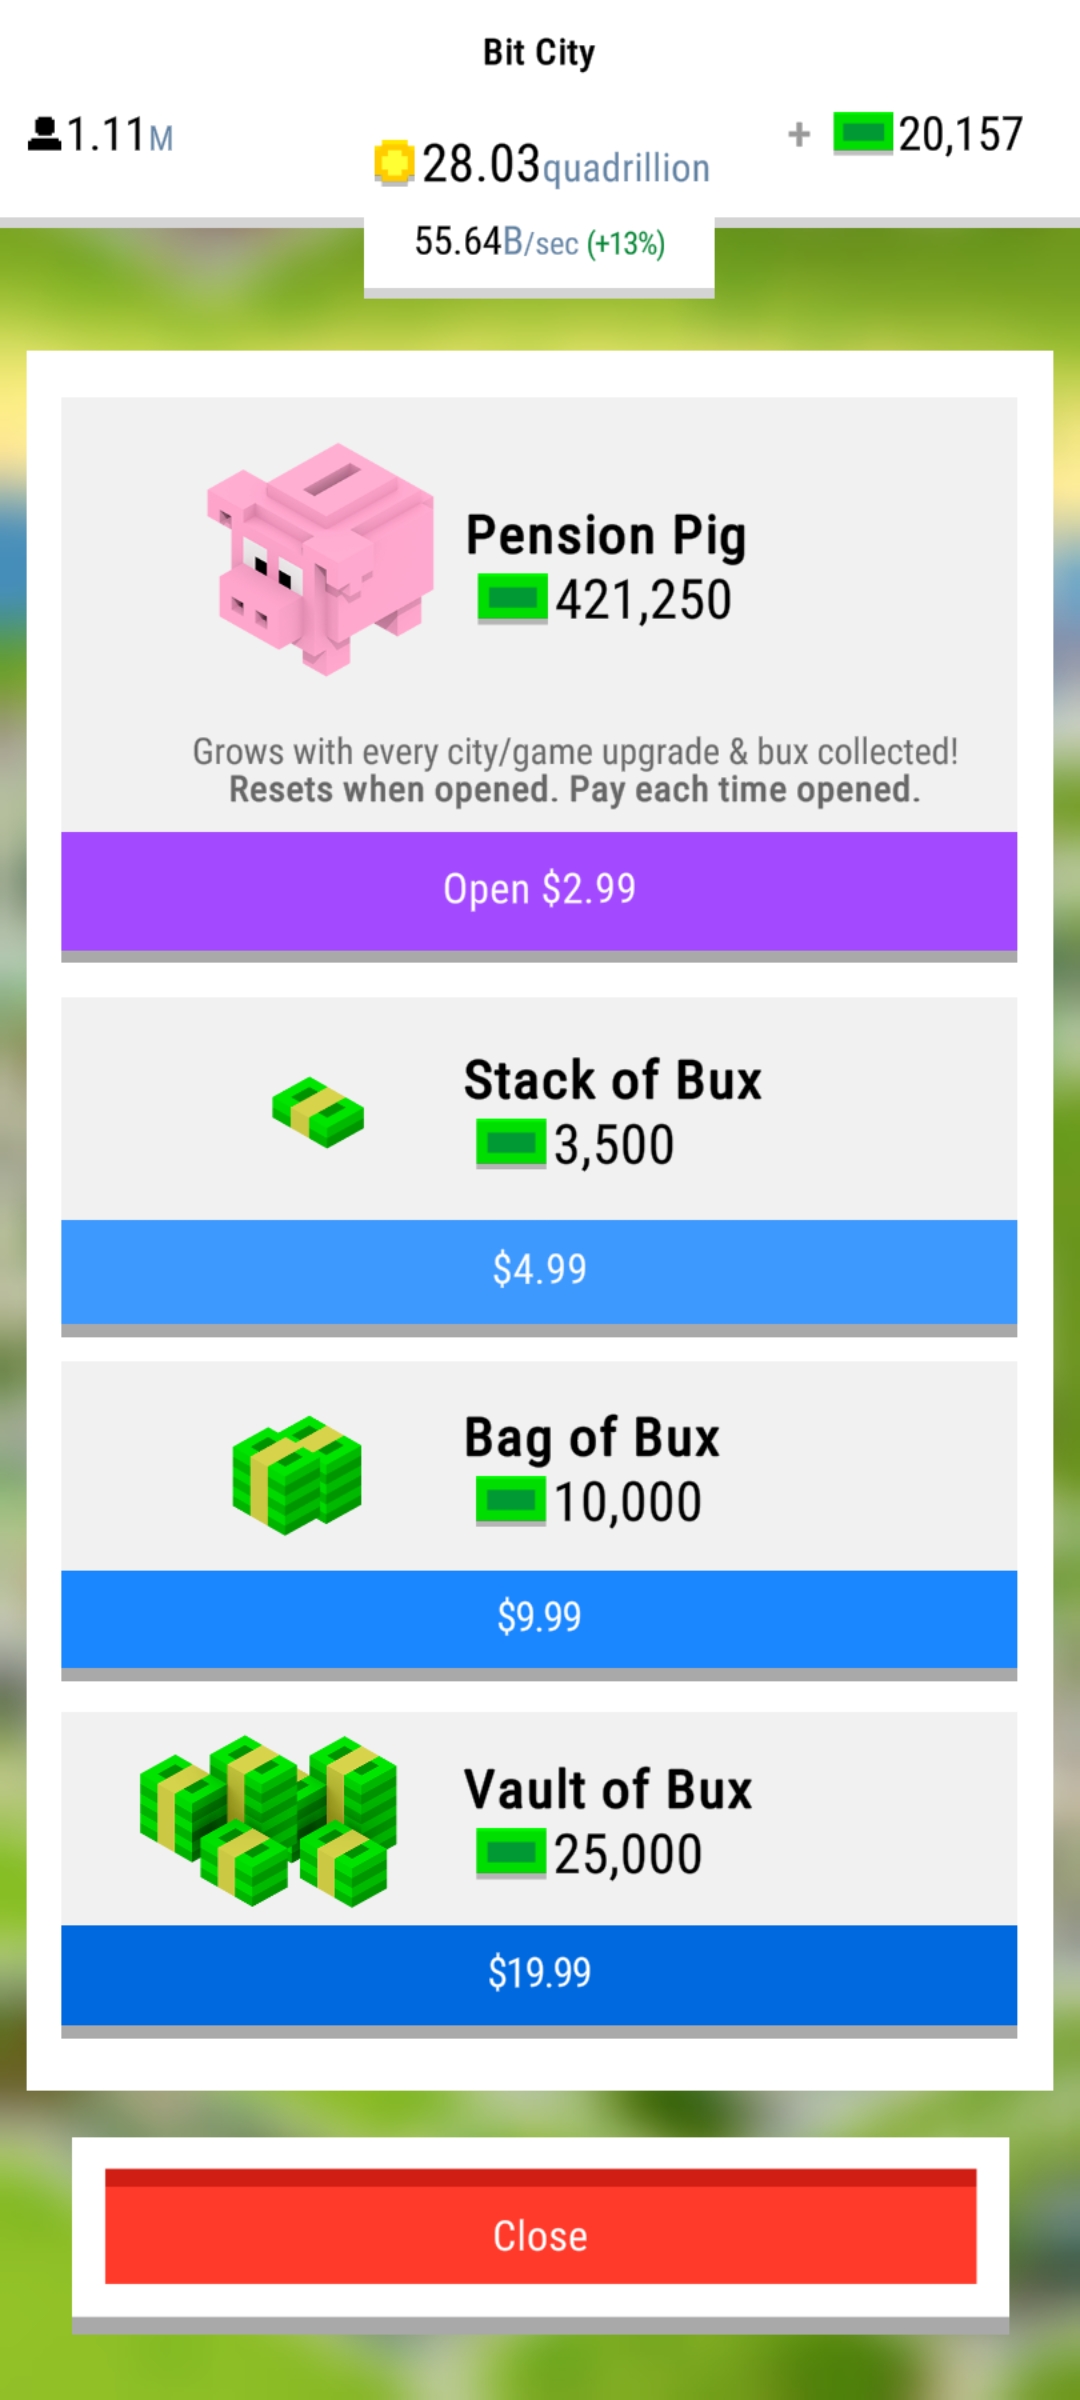 Bit City
1.11M
28.03quadrillion
+ 20,157
55.64B/sec (+13%)
Pension Pig
421,250
Grows with every city/game upgrade & bux collected!
Resets when opened. Pay each time opened.
Open $2.99
Stack of Bux
3,500
$4.99
Bag of Bux
10,000
$9.99
Vault of Bux
25,000
$19.99
Close